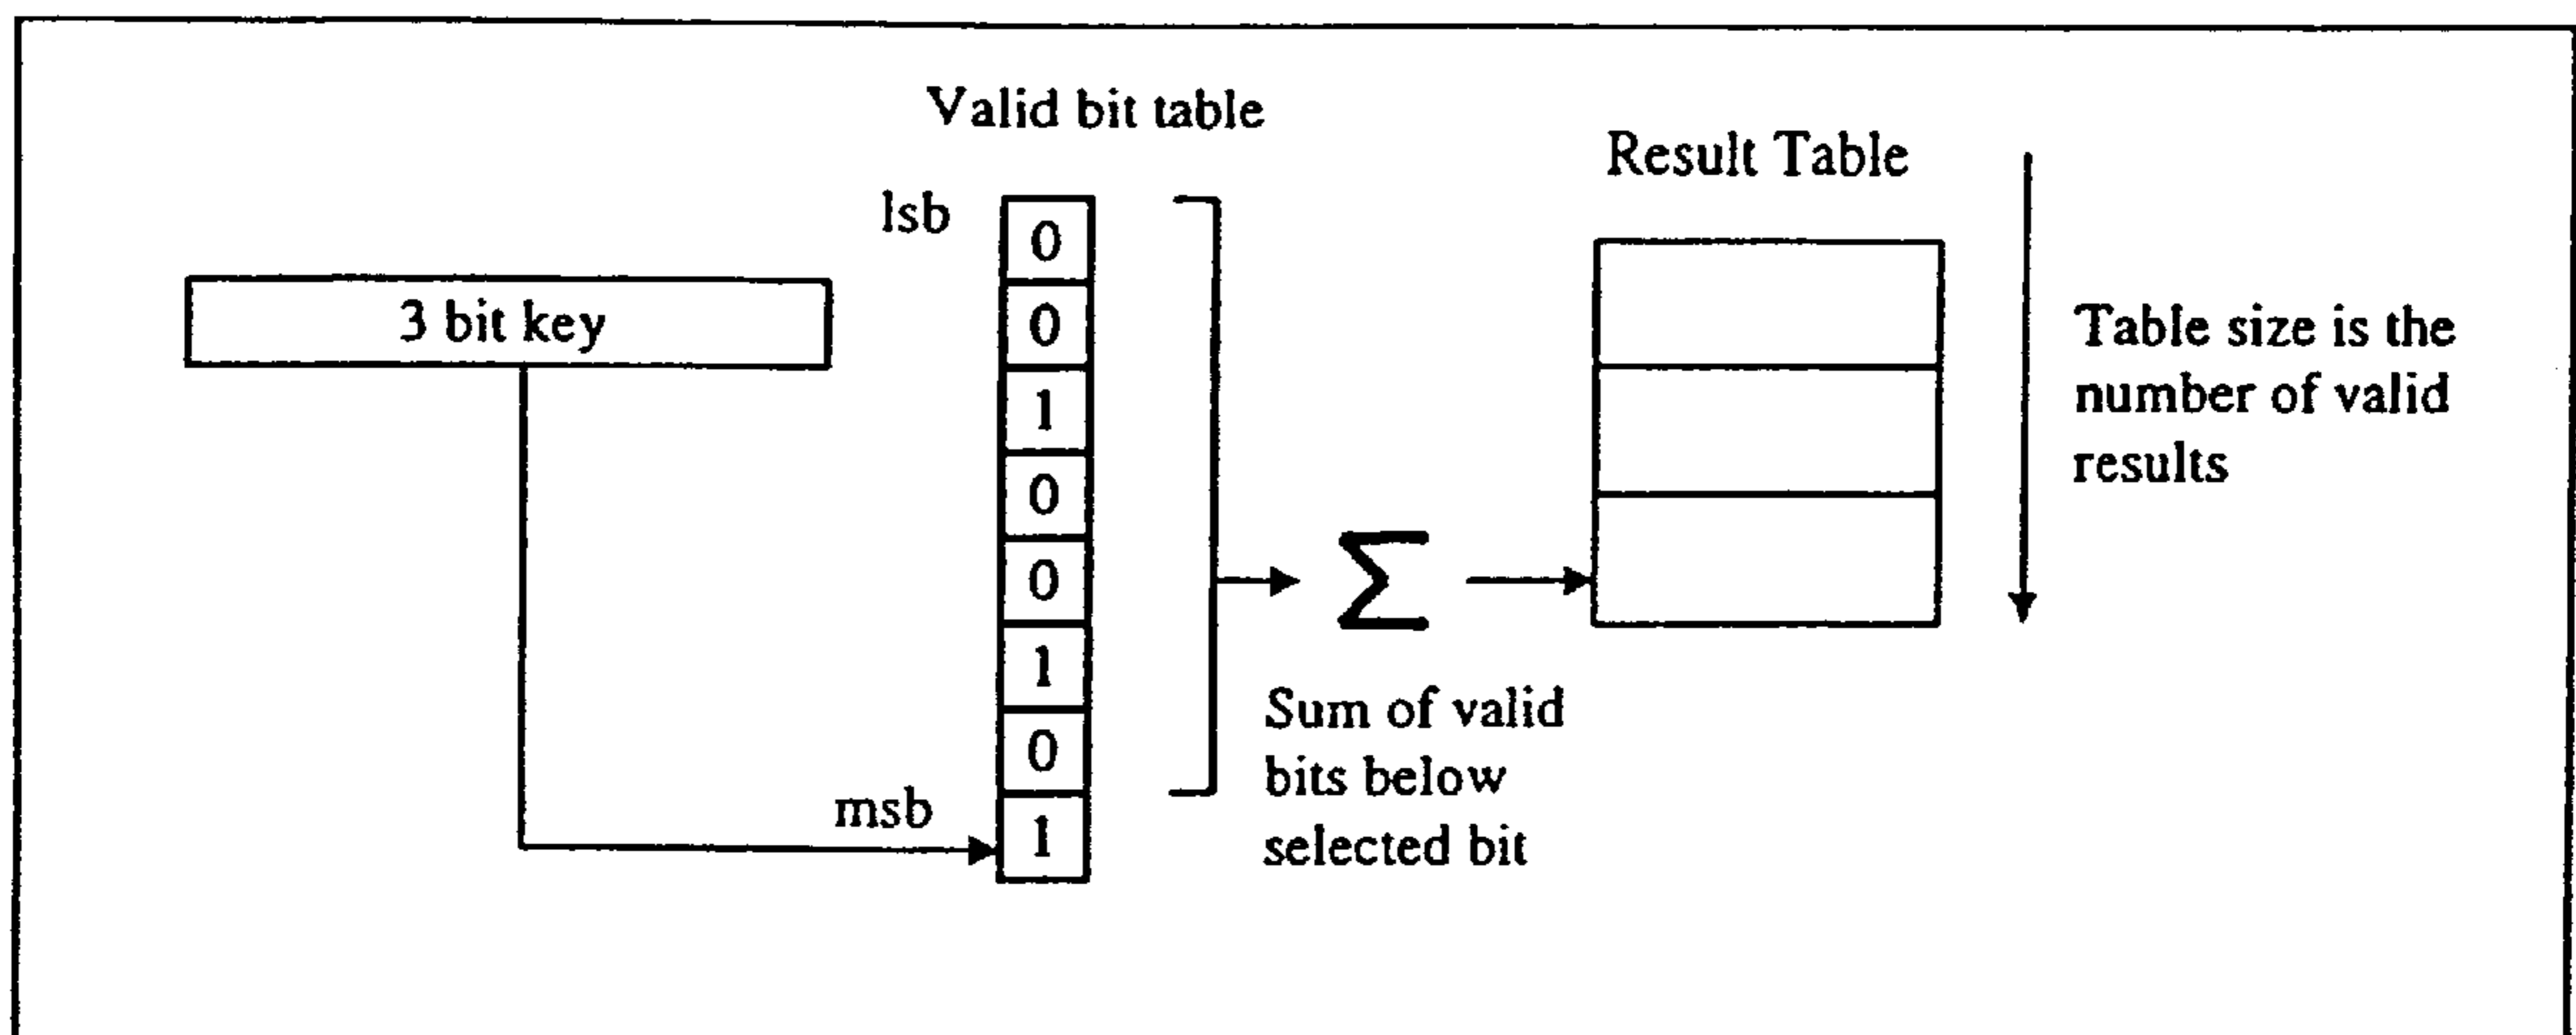 Valid bit table
Result Table
lsb
3 bit key
0
0
1
0
0
1
0
1
msb
Σ
Sum of valid
bits below
selected bit
Table size is the
number of valid
results